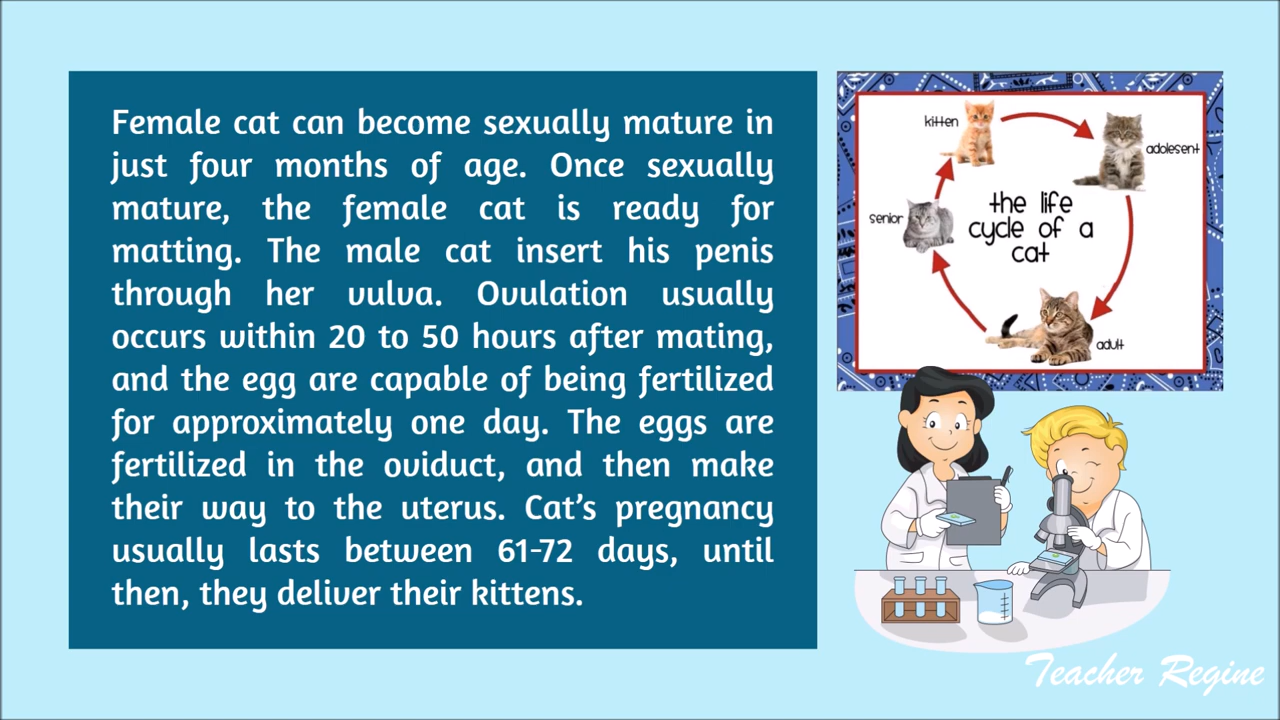 Female cat can become sexually mature in
just four months of age. Once sexually
mature, the female cat is ready for
matting. The male cat insert his penis
through her vulva. Ovulation usually
occurs within 20 to 50 hours after mating,
and the egg are capable of being fertilized
for approximately one day. The eggs are
fertilized in the oviduct, and then make
their way to the uterus. Cat's pregnancy
usually lasts between 61-72 days, until
then, they deliver their kittens.
kitten
adolesent
senior
the life
cycle of a
cat
adult
Teacher Regine